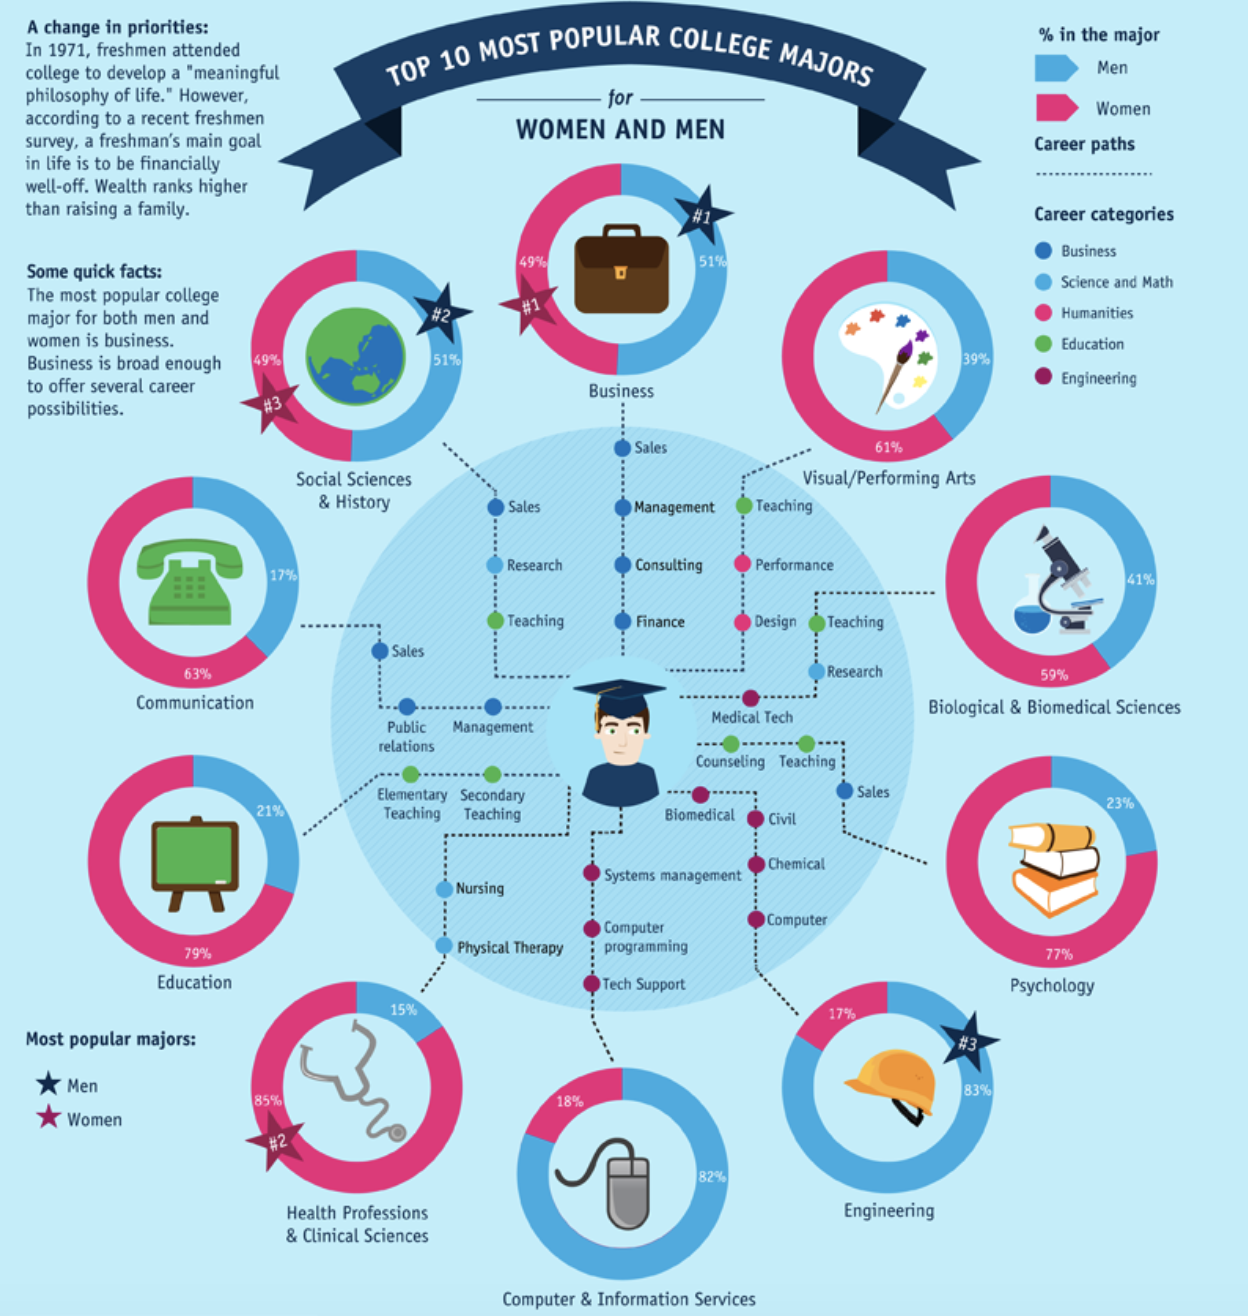 A change in priorities:
In 1971, freshmen attended
college to develop a "meaningful
philosophy of life." However,
according to a recent freshmen
survey, a freshman's main goal
in life is to be financially
well-off. Wealth ranks higher
than raising a family.
TOP 10 MOST POPULAR COLLEGE MAJORS
for
WOMEN AND MEN
% in the major
Men
Women
Career paths
Career categories
Business
Science and Math
Humanities
Education
Engineering
Some quick facts:
The most popular college
major for both men and
women is business.
Business is broad enough
to offer several career
possibilities.
#1
49%
51%
#1
Business
#2
49%
51%
#3
Social Sciences
& History
39%
61%
Visual/Performing Arts
Sales
Management
Consulting
Finance
Sales
Research
Teaching
Teaching
Performance
Design
17%
63%
Communication
41%
59%
Biological & Biomedical Sciences
Teaching
Research
Medical Tech
Sales
Public
relations
Management
Counseling
Teaching
Sales
Elementary
Teaching
Secondary
Teaching
21%
79%
Education
23%
77%
Psychology
Biomedical
Civil
Chemical
Computer
Nursing
Physical Therapy
Systems management
Computer
programming
Tech Support
Most popular majors:
Men
Women
15%
85%
#2
Health Professions
& Clinical Sciences
18%
82%
Computer & Information Services
17%
#3
83%
Engineering